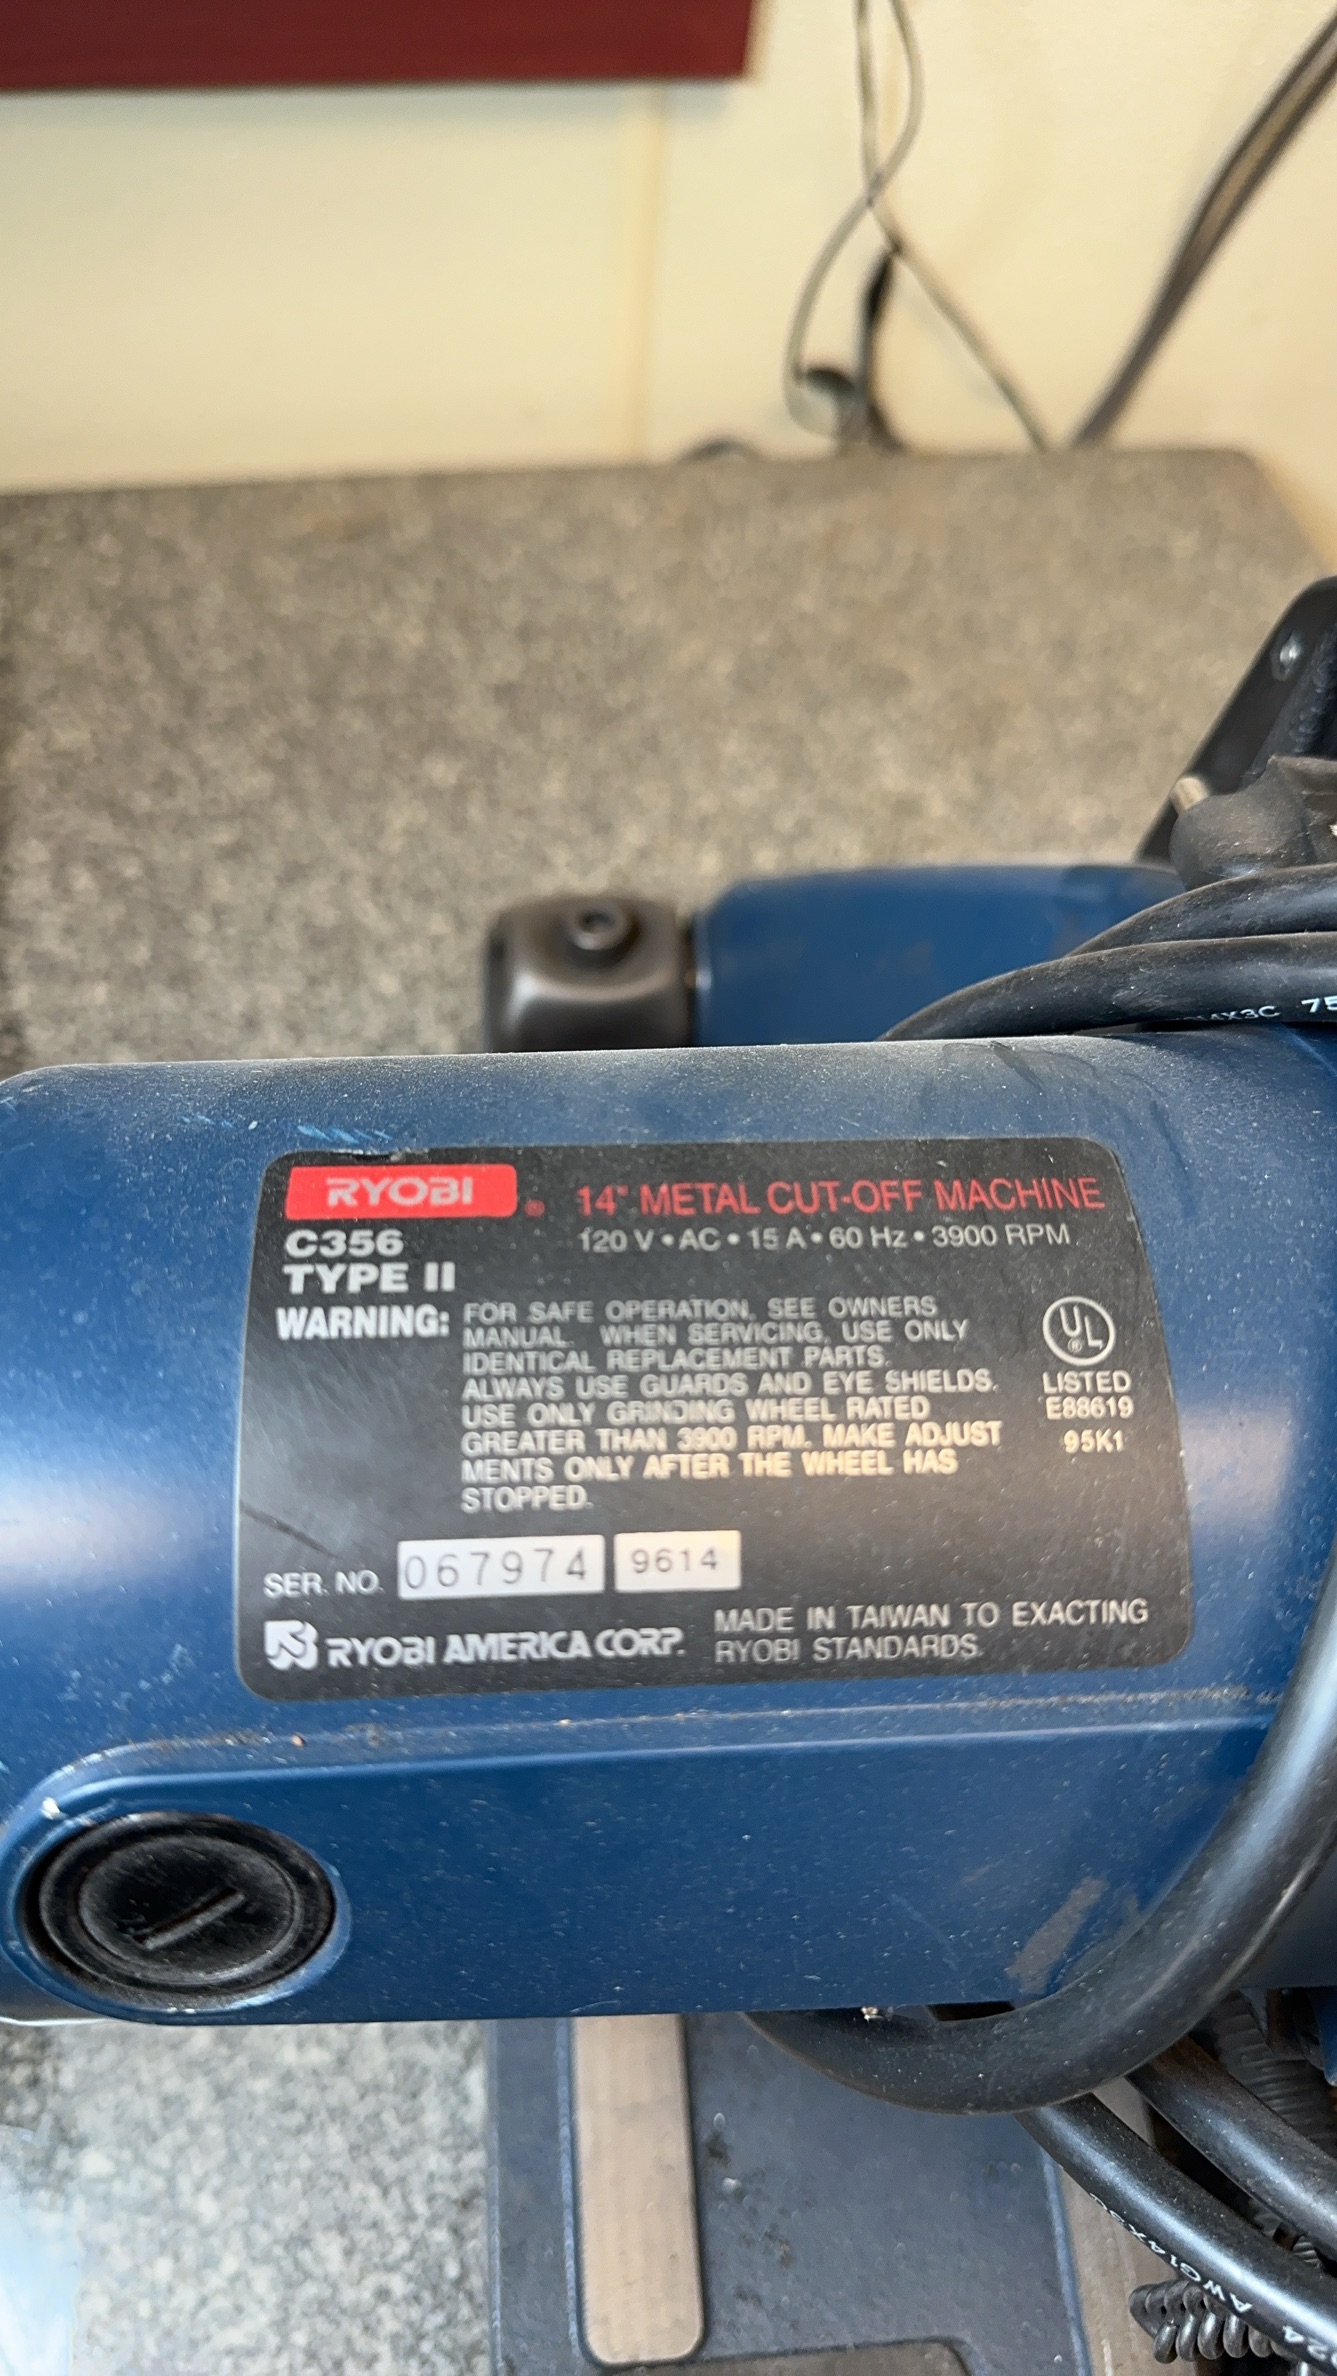 RYOBI ®
14" METAL CUT-OFF MACHINE
C356
120 V • AC • 15 A • 60 Hz • 3900 RPM
TYPE II
WARNING: FOR SAFE OPERATION, SEE OWNERS
MANUAL. WHEN SERVICING, USE ONLY
IDENTICAL REPLACEMENT PARTS.
ALWAYS USE GUARDS AND EYE SHIELDS.
USE ONLY GRINDING WHEEL RATED
GREATER THAN 3900 RPM. MAKE ADJUST
MENTS ONLY AFTER THE WHEEL HAS
STOPPED.
UL ®
LISTED
E88619
95K1
SER. NO. 067974 9614
RYOBI AMERICA CORP.
MADE IN TAIWAN TO EXACTING
RYOBI STANDARDS.
X3C 75
AWG14X3C